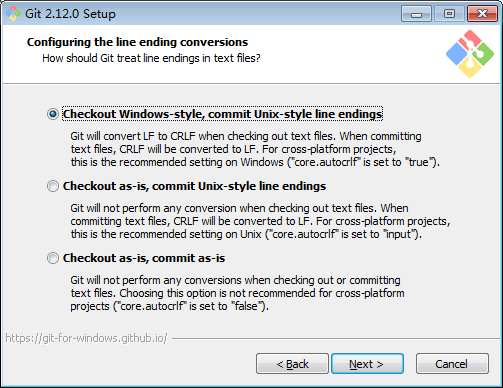 Git 2.12.0 Setup
Configuring the line ending conversions
How should Git treat line endings in text files?
Checkout Windows-style, commit Unix-style line endings
Git will convert LF to CRLF when checking out text files. When committing
text files, CRLF will be converted to LF. For cross-platform projects,
this is the recommended setting on Windows ("core.autocrlf" is set to "true").
Checkout as-is, commit Unix-style line endings
Git will not perform any conversion when checking out text files. When
committing text files, CRLF will be converted to LF. For cross-platform projects,
this is the recommended setting on Unix ("core.autocrlf" is set to "input").
Checkout as-is, commit as-is
Git will not perform any conversions when checking out or committing
text files. Choosing this option is not recommended for cross-platform
projects ("core.autocrlf" is set to "false").
https://git-for-windows.github.io/
< Back Next > Cancel